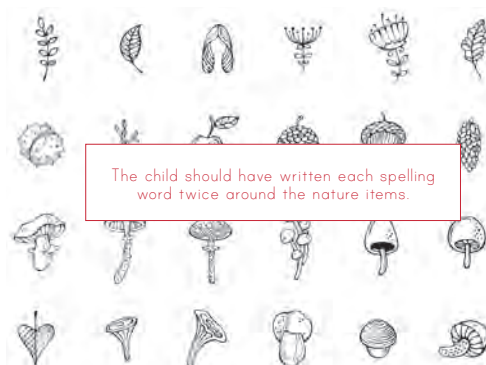 The child should have written each spelling
word twice around the nature items.